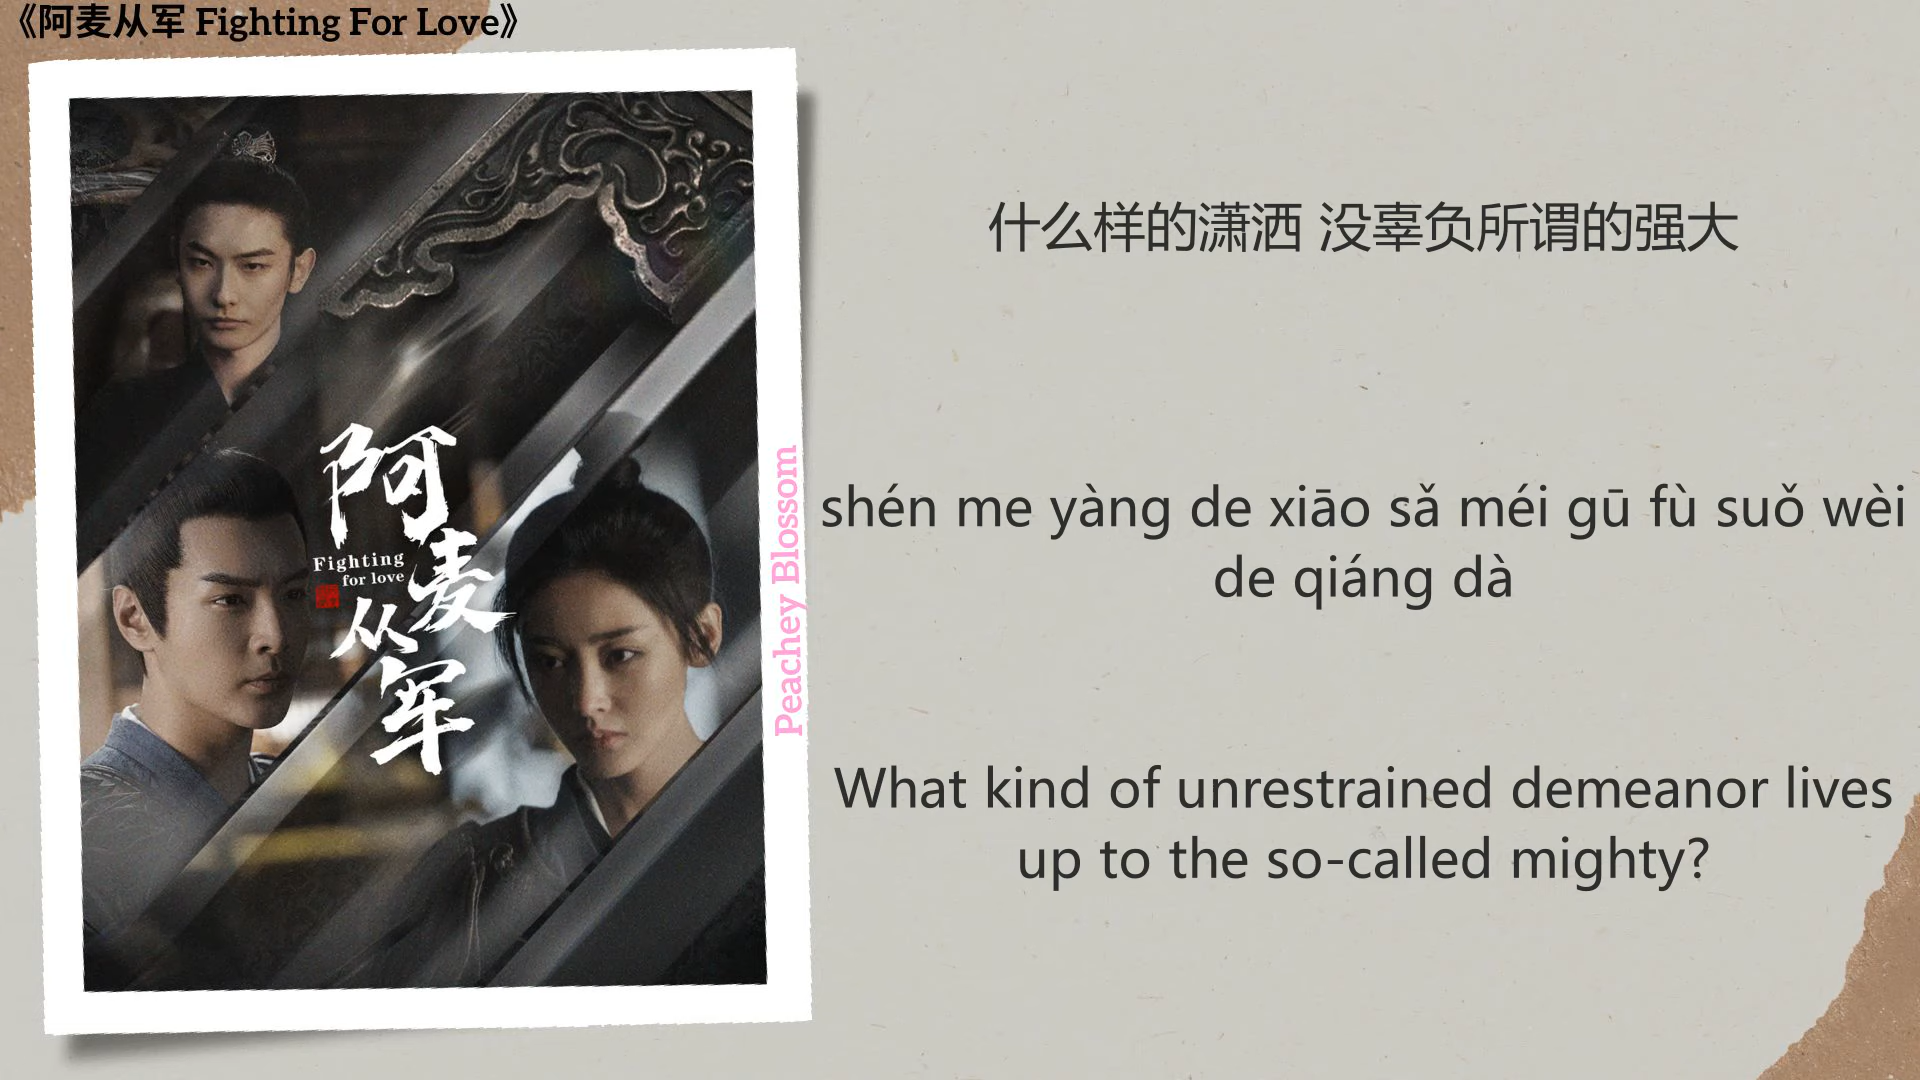 《阿麦从军 Fighting For Love》
阿麦从军
Fighting
for love
Peachey Blossom
什么样的潇洒 没辜负所谓的强大
shén me yàng de xiāo sǎ méi gū fù suǒ wèi
de qiáng dà
What kind of unrestrained demeanor lives
up to the so-called mighty?